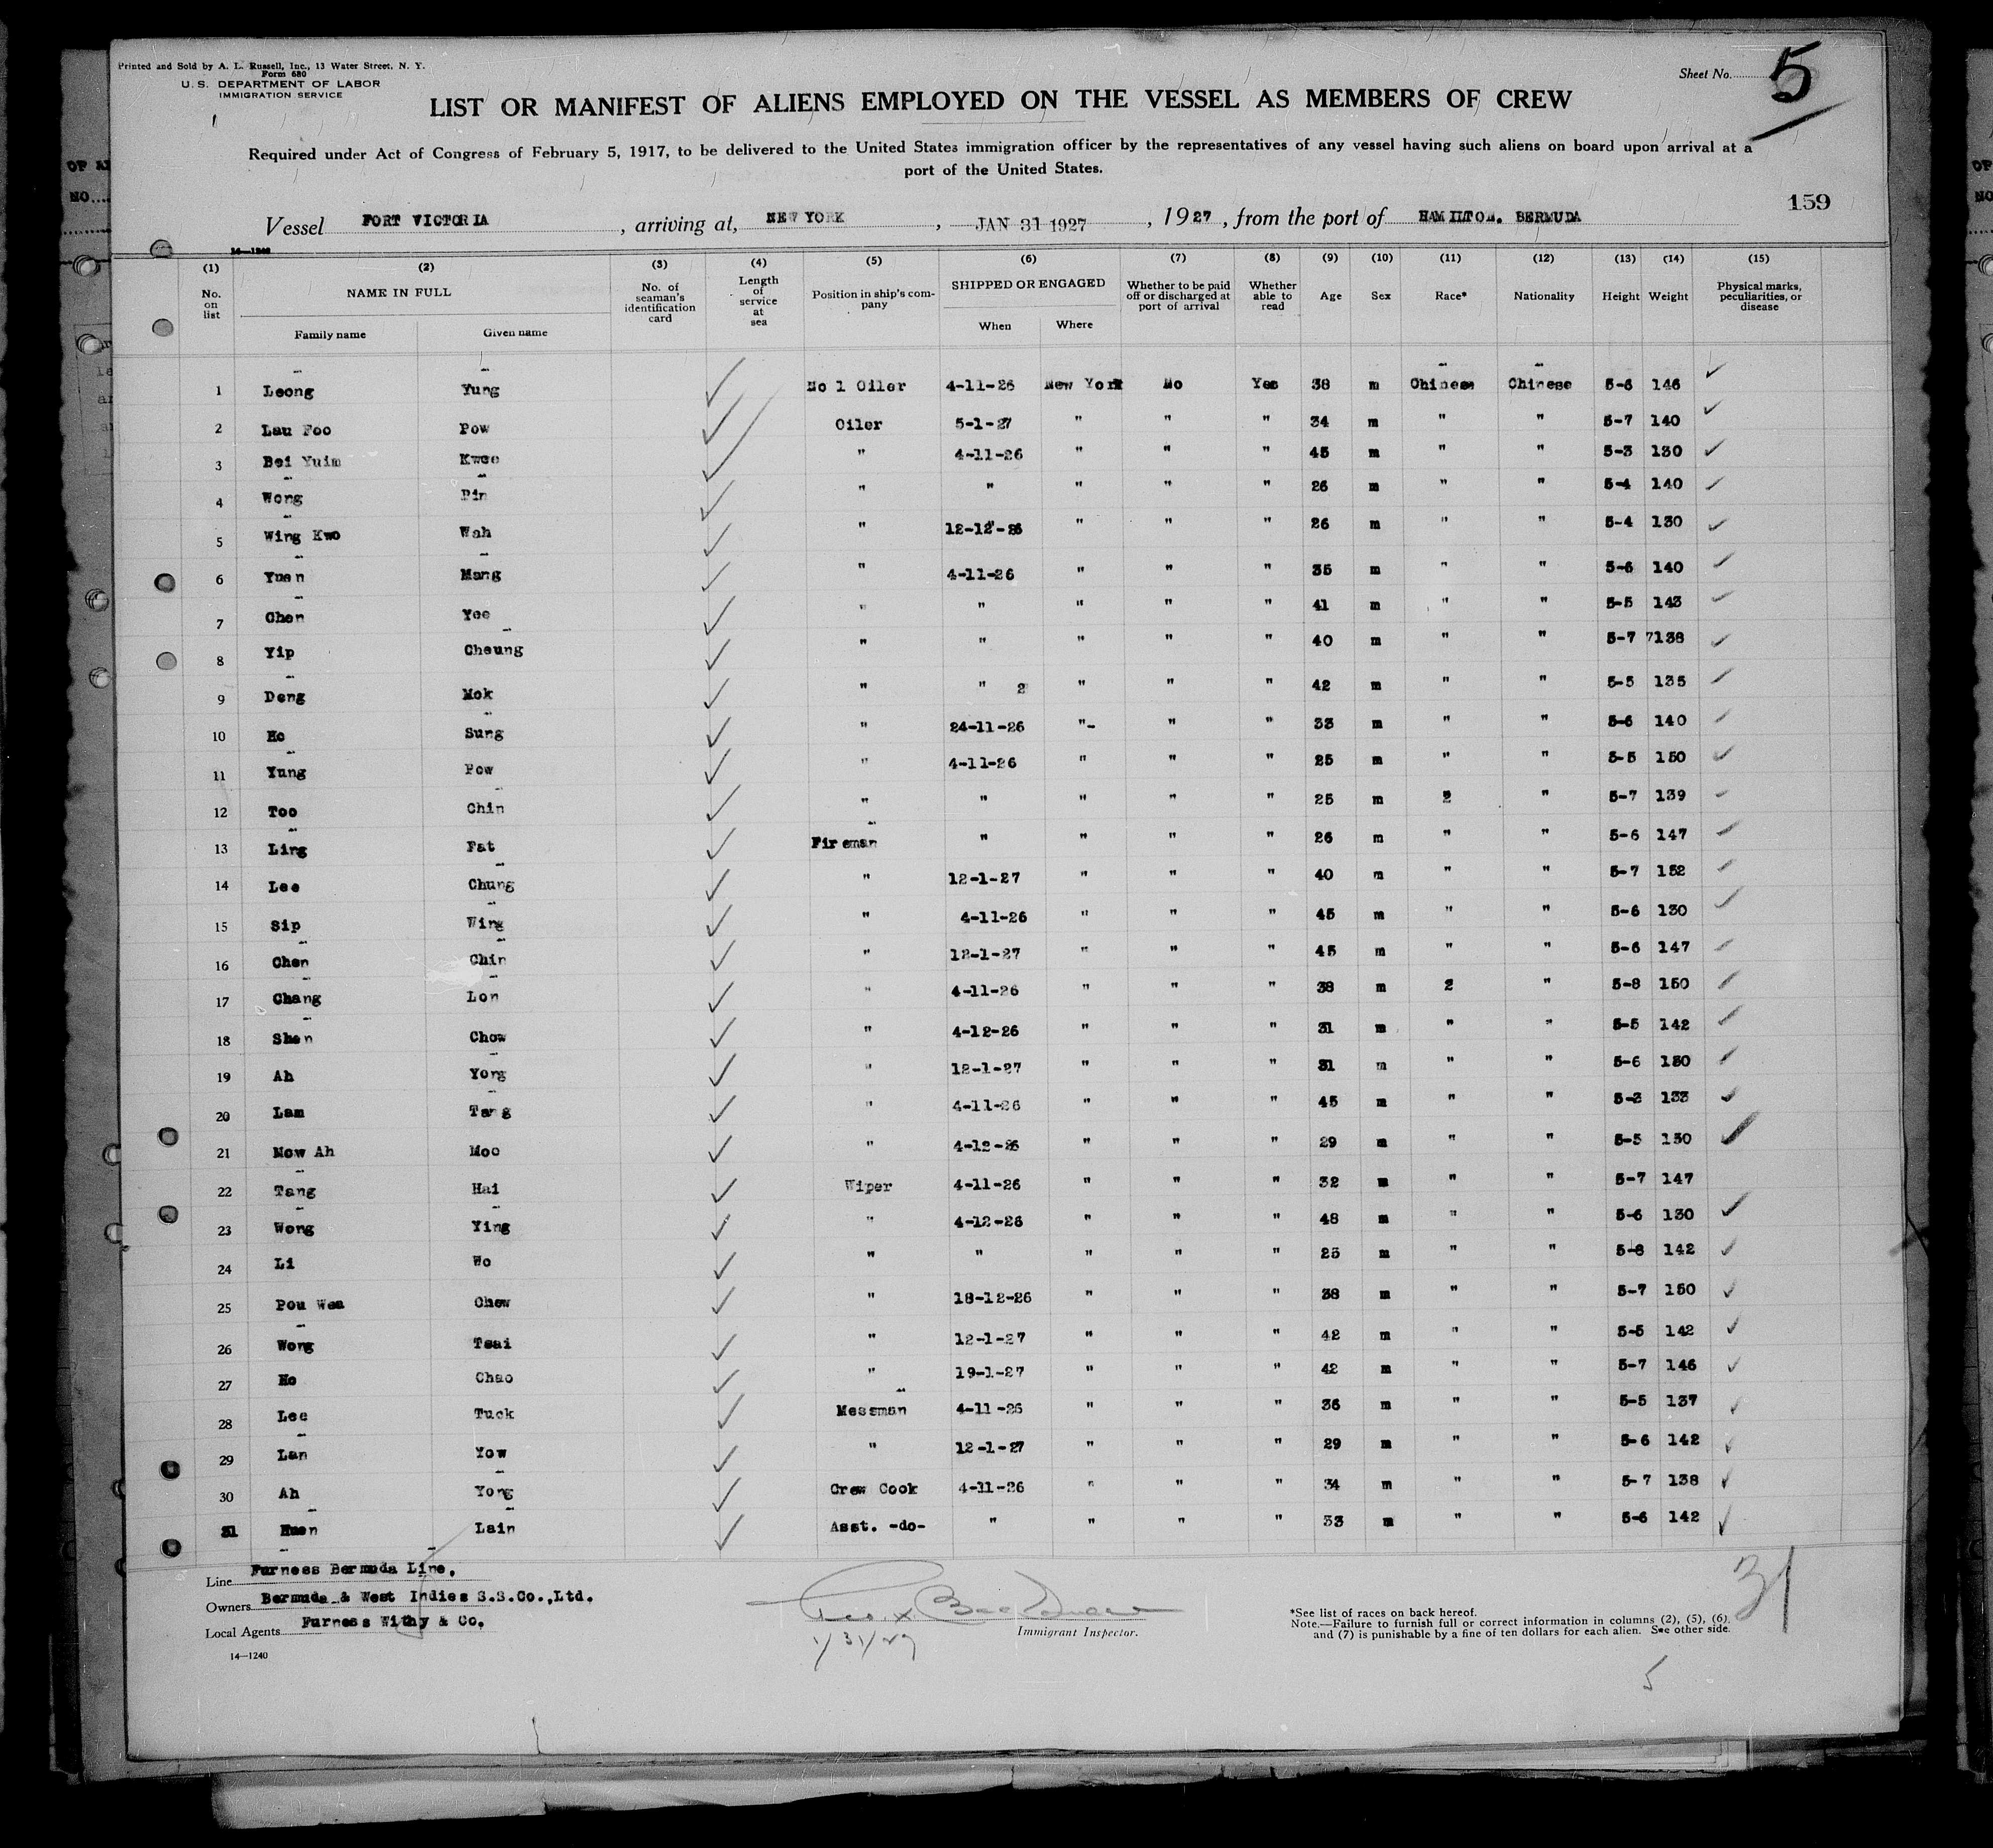 Printed and Sold by A. L. Russell, Inc., 13 Water Street, N. Y.
Form 680
U. S. DEPARTMENT OF LABOR
IMMIGRATION SERVICE
Sheet No. 5
LIST OR MANIFEST OF ALIENS EMPLOYED ON THE VESSEL AS MEMBERS OF CREW
Required under Act of Congress of February 5, 1917, to be delivered to the United States immigration officer by the representatives of any vessel having such aliens on board upon arrival at a
port of the United States.
159
Vessel FORT VICTORIA, arriving at, NEW YORK, JAN 31 1927, 1927, from the port of HAMILTON. BERMUDA
14—1240
(1) (2) (3) (4) (5) (6) (7) (8) (9) (10) (11) (12) (13) (14) (15)
No. on list NAME IN FULL Family name Given name No. of seaman's identification card Length of service at sea Position in ship's company SHIPPED OR ENGAGED When Where Whether to be paid off or discharged at port of arrival Whether able to read Age Sex Race* Nationality Height Weight Physical marks, peculiarities, or disease
1 Leong Yung No 1 Oiler 4-11-26 New York No Yes 38 m Chinese Chinese 5-6 146
2 Lau Foo Pow Oiler 5-1-27 " " " 34 m " " 5-7 140
3 Bei Yuim Kwee " 4-11-26 " " " 45 m " " 5-3 130
4 Wong Pin " " " " " 26 m " " 5-4 140
5 Wing Kwo Wah " 12-12-26 " " " 26 m " " 5-4 130
6 Yuen Mang " 4-11-26 " " " 35 m " " 5-6 140
7 Chen Yee " " " " " 41 m " " 5-5 143
8 Yip Cheung " " " " " 40 m " " 5-7 7138
9 Deng Mok " " 2 " " " 42 m " " 5-5 135
10 Ho Sung " 24-11-26 "- " " 33 m " " 5-6 140
11 Yung Pow " 4-11-26 " " " 25 m " " 5-5 150
12 Too Chin " " " " " 25 m 2 " 5-7 139
13 Ling Fat Fireman " " " " 26 m " " 5-6 147
14 Lee Chung " 12-1-27 " " " 40 m " " 5-7 152
15 Sip Wing " 4-11-26 " " " 45 m " " 5-6 130
16 Chen Chin " 12-1-27 " " " 45 m " " 5-6 147
17 Chang Lon " 4-11-26 " " " 38 m 2 " 5-8 150
18 Shen Chow " 4-12-26 " " " 31 m " " 5-5 142
19 Ah Yong " 12-1-27 " " " 31 m " " 5-6 150
20 Lam Tang " 4-11-26 " " " 45 m " " 5-3 133
21 Now Ah Moo " 4-12-26 " " " 29 m " " 5-5 130
22 Tang Hai Wiper 4-11-26 " " " 32 m " " 5-7 147
23 Wong Ying " 4-12-26 " " " 48 m " " 5-6 130
24 Li Wo " " " " " 25 m " " 5-8 142
25 Pou Wea Chew " 18-12-26 " " " 38 m " " 5-7 150
26 Wong Tsai " 12-1-27 " " " 42 m " " 5-5 142
27 Ho Chao " 19-1-27 " " " 42 m " " 5-7 146
28 Lee Tuck Messman 4-11-26 " " " 36 m " " 5-5 137
29 Lan Yow " 12-1-27 " " " 29 m " " 5-6 142
30 Ah Yong Crew Cook 4-11-26 " " " 34 m " " 5-7 138
31 Huen Lain Asst. -do- " " " " 33 m " " 5-6 142
Line Furness Bermuda Line.
Owners Bermuda & West Indies S.S.Co.,Ltd.
Local Agents Furness Withy & Co.
14—1240
Immigrant Inspector.
1/31/27
*See list of races on back hereof.
Note.—Failure to furnish full or correct information in columns (2), (5), (6),
and (7) is punishable by a fine of ten dollars for each alien. See other side.
31
5